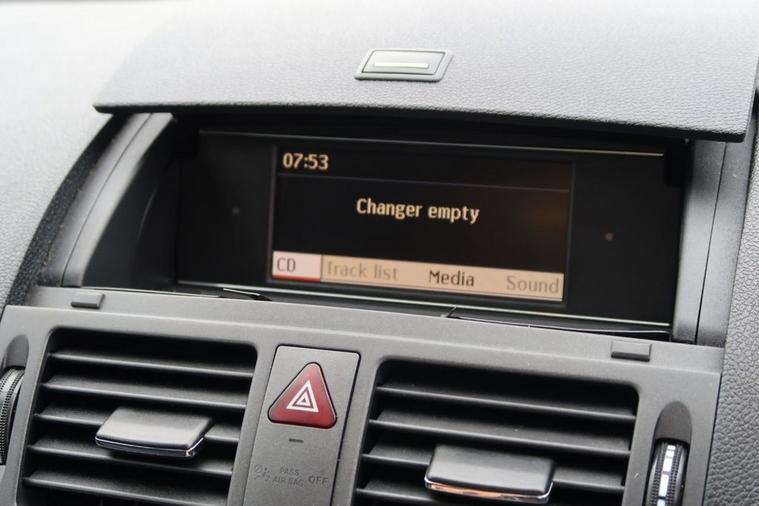 07:53
Changer empty
CD Track list Media Sound
PASS AIR BAG OFF